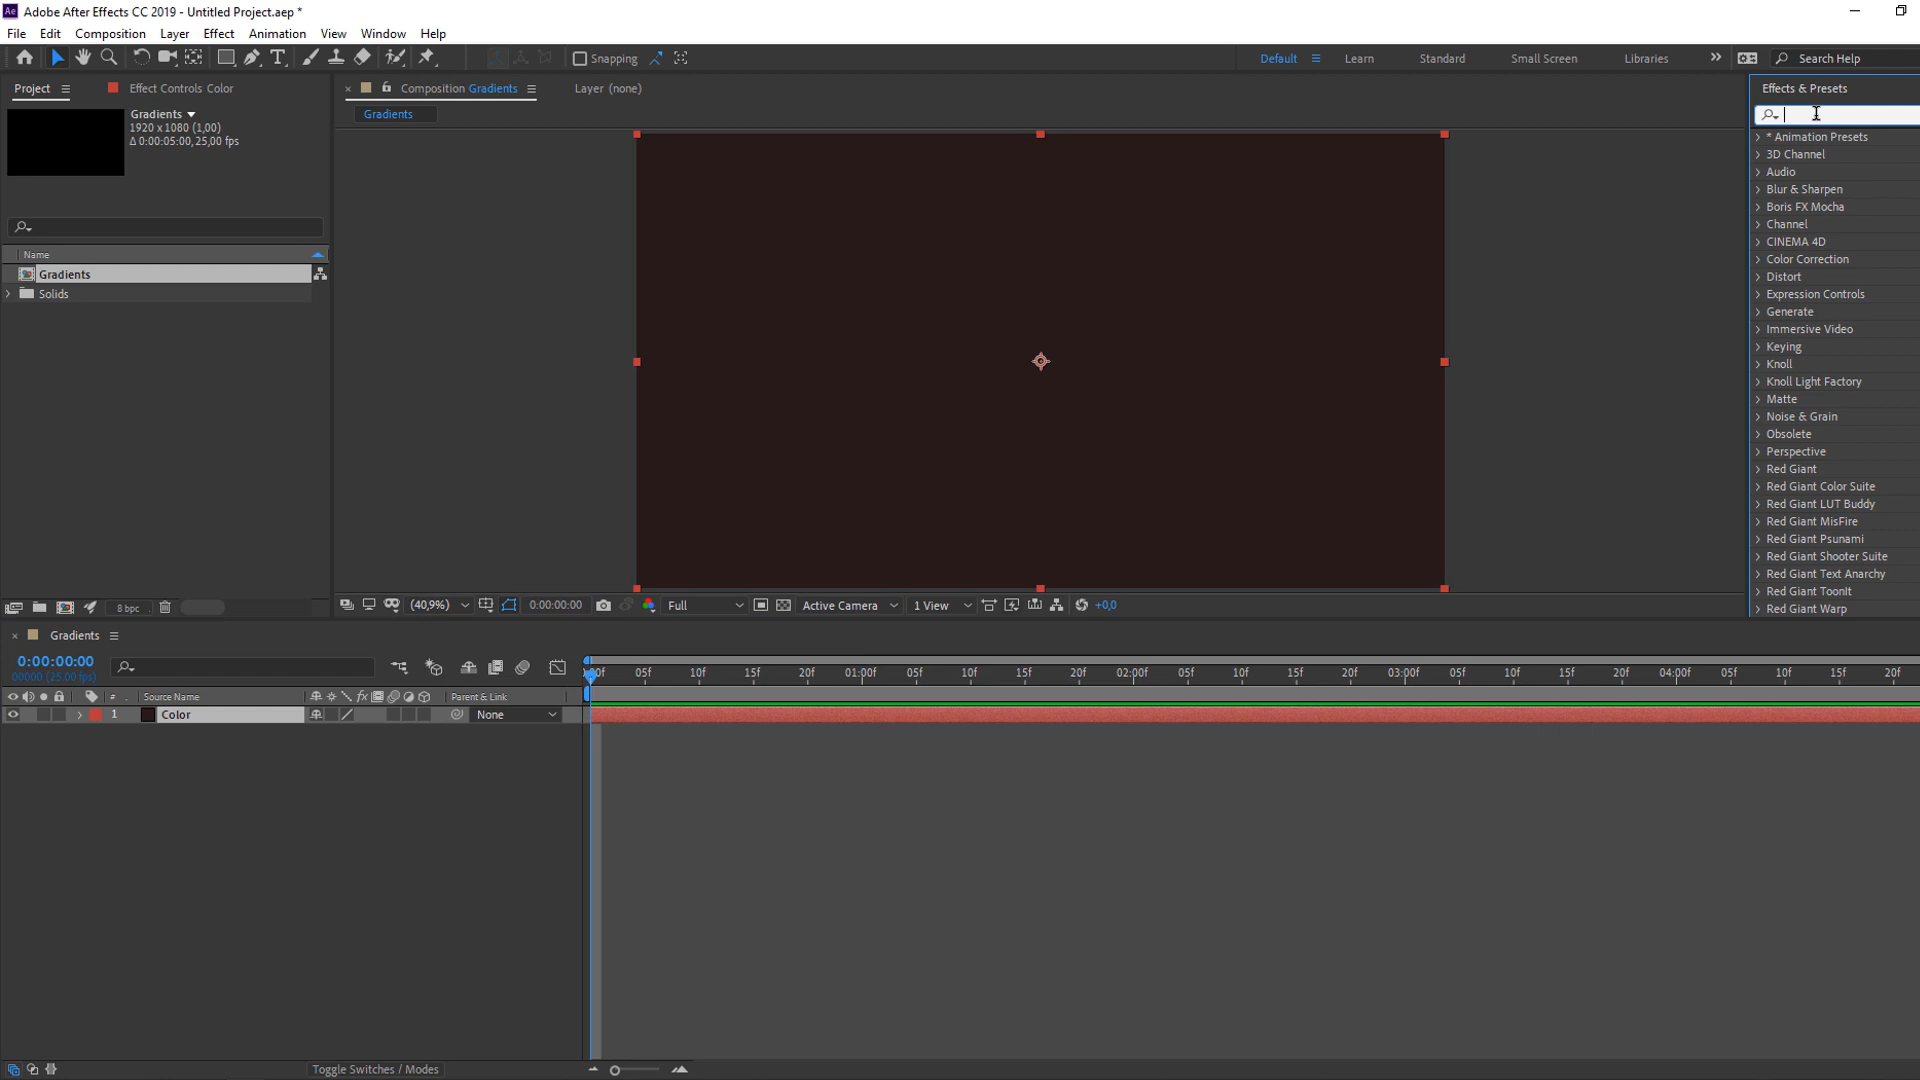 Adobe After Effects CC 2019 - Untitled Project.aep *
File Edit Composition Layer Effect Animation View Window Help
Snapping Default Learn Standard Small Screen Libraries Search Help
Project Effect Controls Color Composition Gradients Layer (none) Effects & Presets
Gradients
1920 x 1080 (1,00)
Δ 0:00:05:00, 25,00 fps
Gradients
Name
Gradients
Solids
* Animation Presets
3D Channel
Audio
Blur & Sharpen
Boris FX Mocha
Channel
CINEMA 4D
Color Correction
Distort
Expression Controls
Generate
Immersive Video
Keying
Knoll
Knoll Light Factory
Matte
Noise & Grain
Obsolete
Perspective
Red Giant
Red Giant Color Suite
Red Giant LUT Buddy
Red Giant MisFire
Red Giant Psunami
Red Giant Shooter Suite
Red Giant Text Anarchy
Red Giant ToonIt
Red Giant Warp
8 bpc (40,9%) 0:00:00:00 Full Active Camera 1 View +0,0
Gradients
0:00:00:00
00000 (25.00 fps)
:00f 05f 10f 15f 20f 01:00f 05f 10f 15f 20f 02:00f 05f 10f 15f 20f 03:00f 05f 10f 15f 20f 04:00f 05f 10f 15f 20f
# Source Name fx Parent & Link
1 Color None
Toggle Switches / Modes